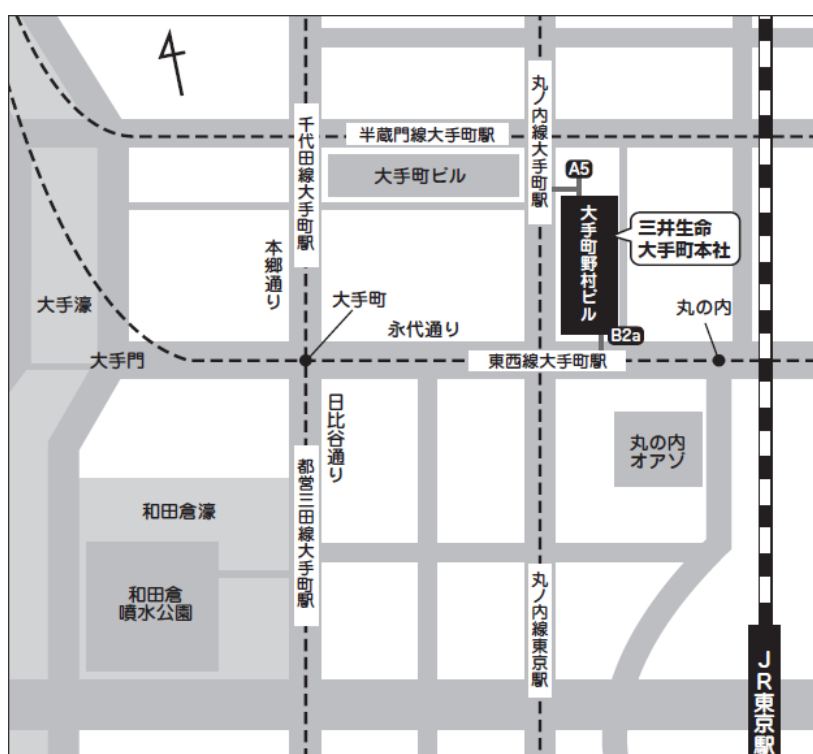 半蔵門線大手町駅
千代田線大手町駅
丸ノ内線大手町駅
大手町ビル
A5
大手町野村ビル
三井生命
大手町本社
本郷通り
大手濠
大手町
永代通り
B2a
丸の内
大手門
東西線大手町駅
日比谷通り
丸の内
オアゾ
都営三田線大手町駅
和田倉濠
和田倉
噴水公園
丸ノ内線東京駅
JR東京駅